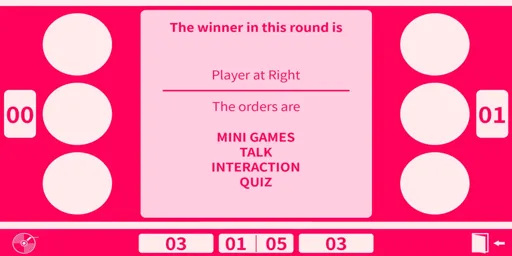 The winner in this round is
Player at Right
The orders are
MINI GAMES
TALK
INTERACTION
QUIZ
00
01
03
01 05
03